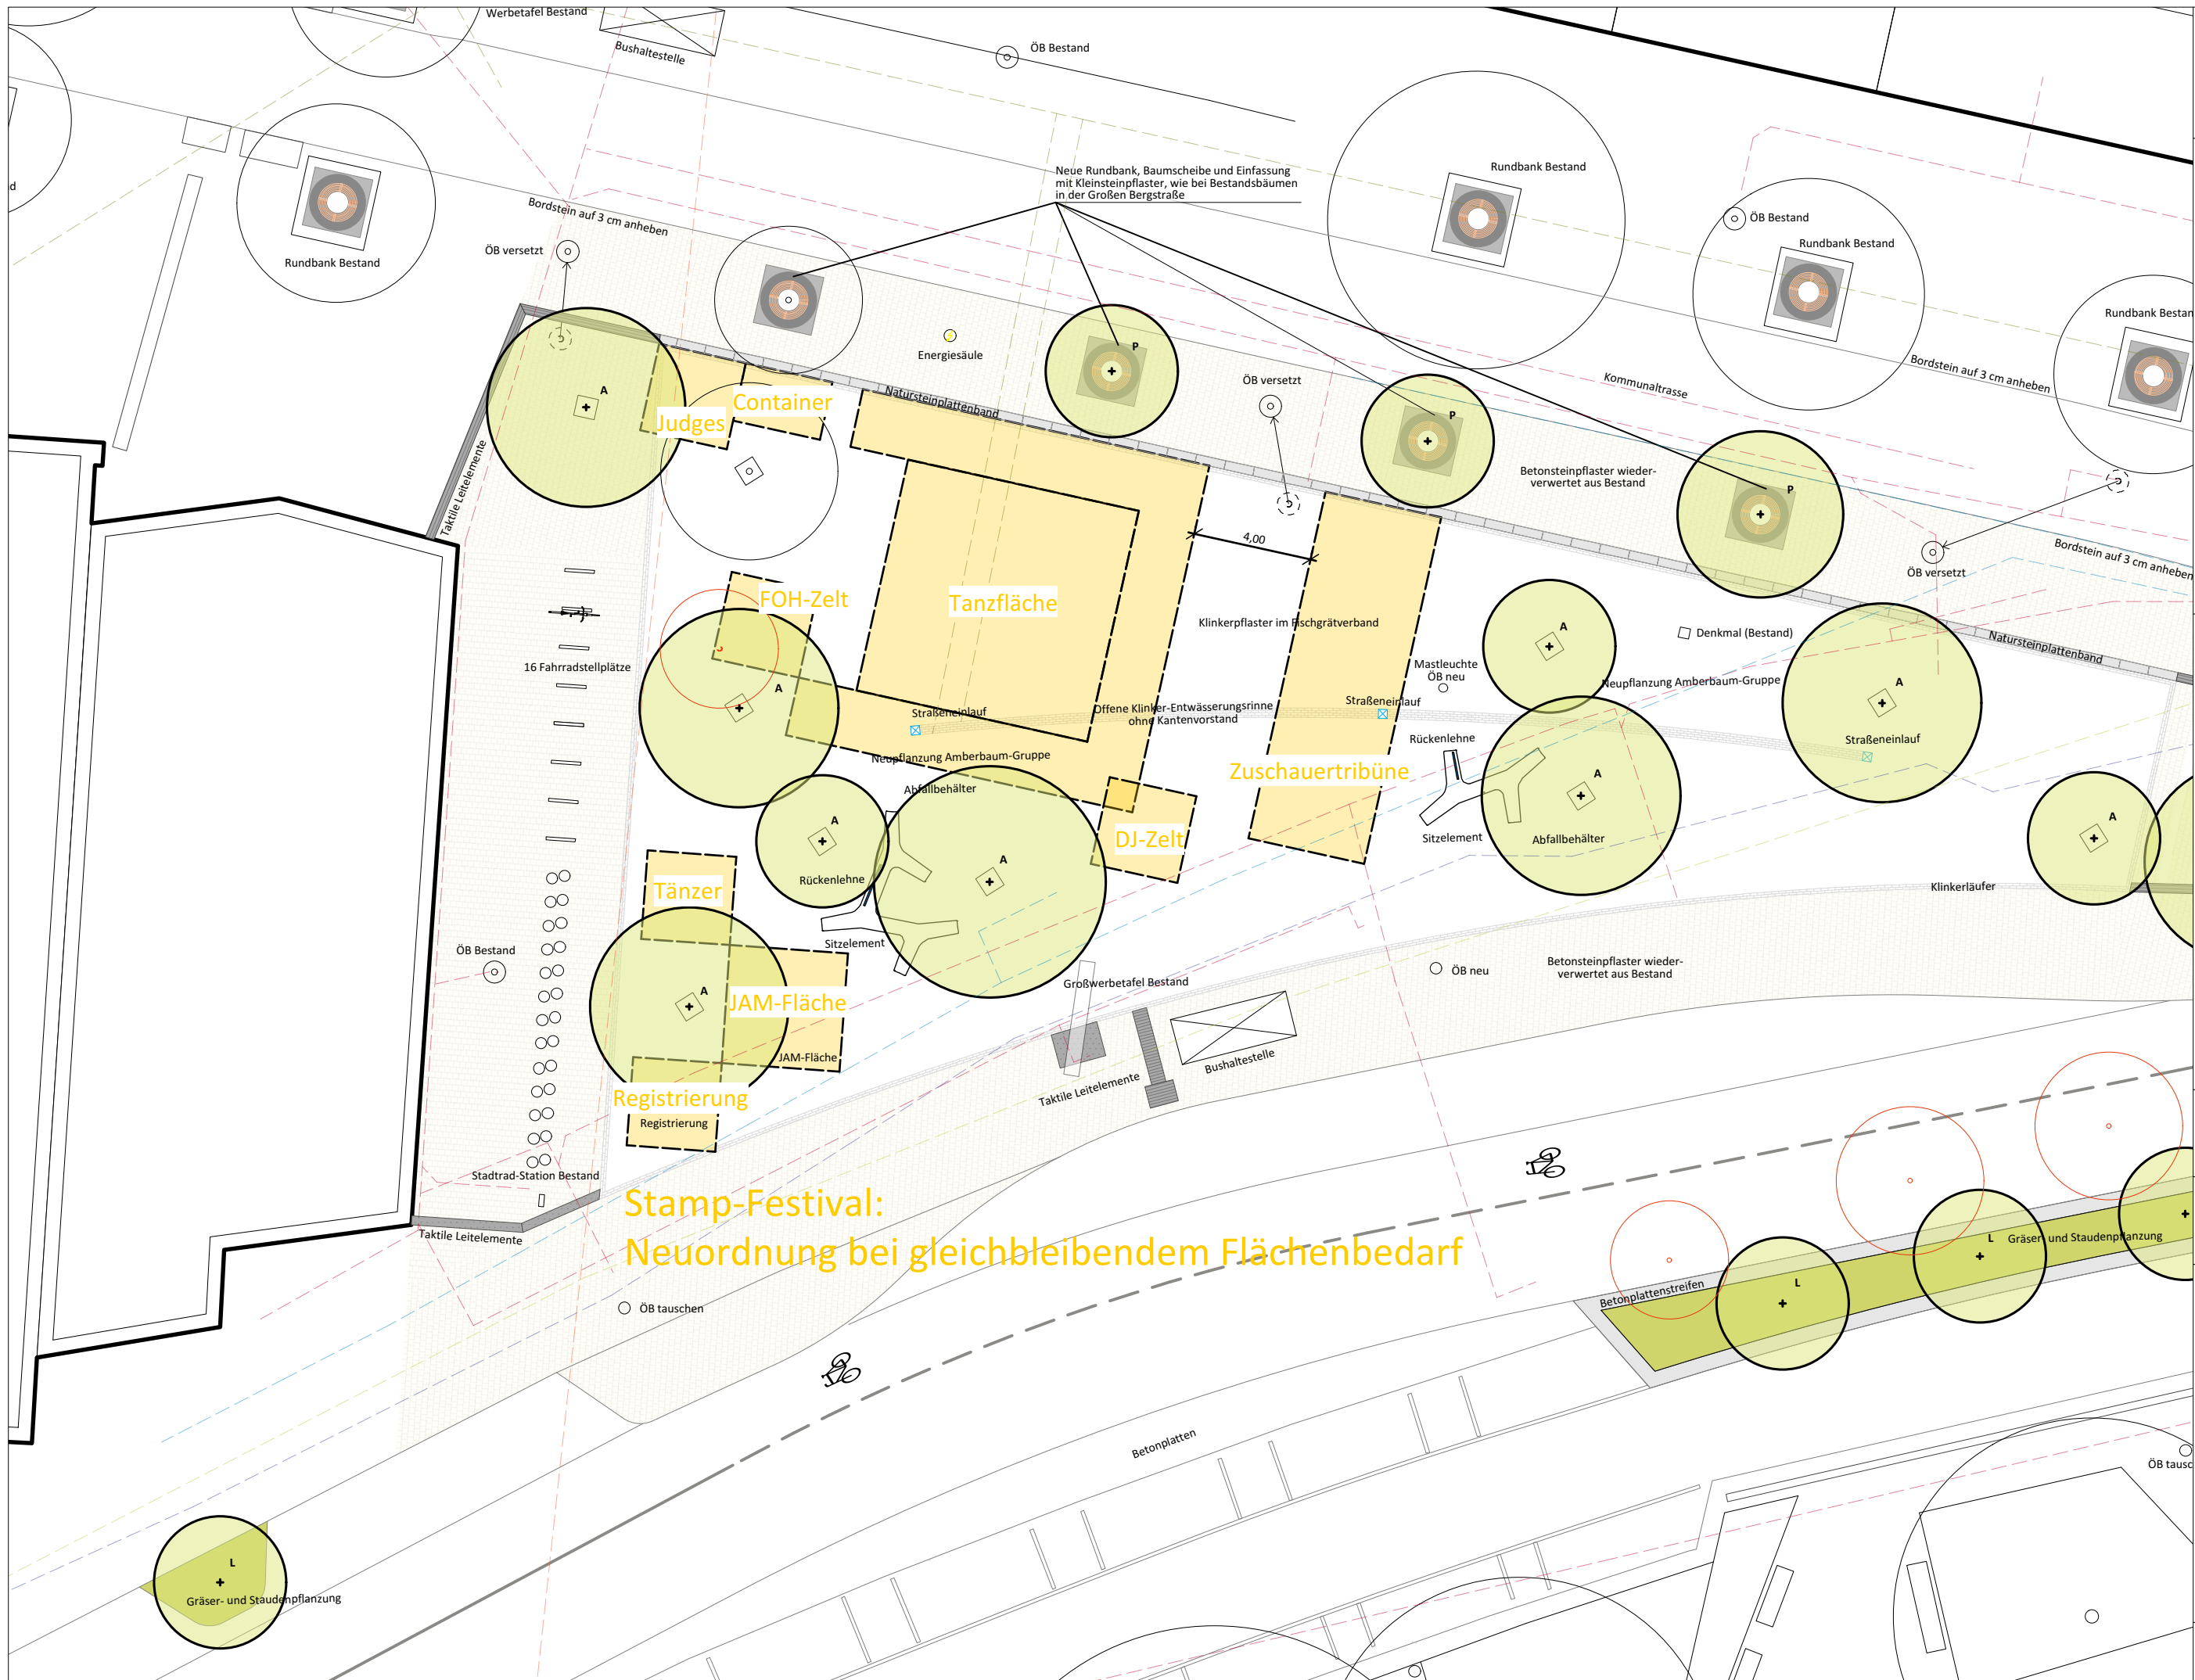 Werbetafel Bestand
Bushaltestelle
ÖB Bestand
Neue Rundbank, Baumscheibe und Einfassung
mit Kleinsteinpflaster, wie bei Bestandsbäumen
in der Großen Bergstraße
Rundbank Bestand
d
Bordstein auf 3 cm anheben
ÖB Bestand
ÖB versetzt
Rundbank Bestand
Rundbank Bestand
Rundbank Bestan
Energiesäule
P
Bordstein auf 3 cm anheben
ÖB versetzt
Kommunaltrasse
A
Container
Natursteinplattenband
Judges
P
Taktile Leitelemente
Betonsteinpflaster wieder-
verwertet aus Bestand
P
4,00
Bordstein auf 3 cm anheben
ÖB versetzt
FOH-Zelt
Tanzfläche
Klinkerpflaster im Fischgrätverband
A
Denkmal (Bestand)
Natursteinplattenband
16 Fahrradstellplätze
Mastleuchte
ÖB neu
Neupflanzung Amberbaum-Gruppe
A
A
Straßeneinlauf
Offene Klinker-Entwässerungsrinne
ohne Kantenvorstand
Straßeneinlauf
Rückenlehne
Straßeneinlauf
Neupflanzung Amberbaum-Gruppe
Zuschauertribüne
A
Abfallbehälter
A
A
DJ-Zelt
Sitzelement
Abfallbehälter
A
Rückenlehne
Tänzer
Klinkerläufer
Sitzelement
ÖB Bestand
Betonsteinpflaster wieder-
verwertet aus Bestand
ÖB neu
Großwerbetafel Bestand
A
JAM-Fläche
JAM-Fläche
Bushaltestelle
Taktile Leitelemente
Registrierung
Registrierung
Stadtrad-Station Bestand
Stamp-Festival:
Neuordnung bei gleichbleibendem Flächenbedarf
Taktile Leitelemente
L
Gräser- und Staudenpflanzung
L
Betonplattenstreifen
ÖB tauschen
Betonplatten
ÖB tausc
L
Gräser- und Staudenpflanzung